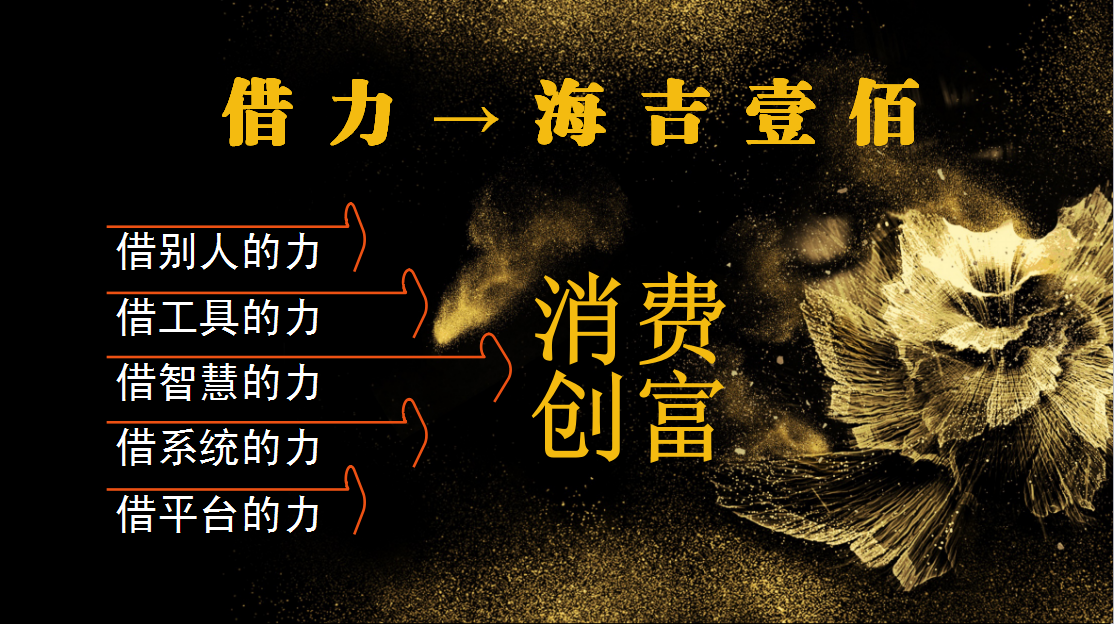 借力→海吉壹佰
借别人的力
借工具的力
借智慧的力
借系统的力
借平台的力
消费
创富